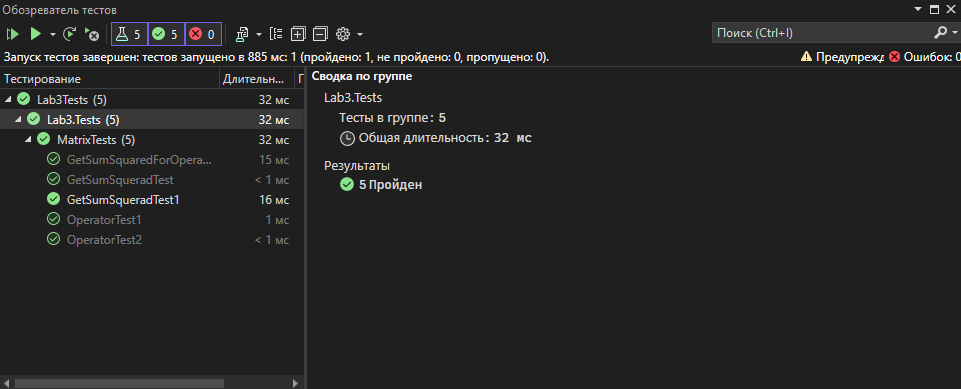 Обозреватель тестов
5 5 0
Поиск (Ctrl+I)
Запуск тестов завершен: тестов запущено в 885 мс: 1 (пройдено: 1, не пройдено: 0, пропущено: 0).
Предупрежд Ошибок: 0
Тестирование Длительн... П
Lab3Tests (5) 32 мс
Lab3.Tests (5) 32 мс
MatrixTests (5) 32 мс
GetSumSquaredForOpera... 15 мс
GetSumSqueradTest < 1 мс
GetSumSqueradTest1 16 мс
OperatorTest1 1 мс
OperatorTest2 < 1 мс
Сводка по группе
Lab3.Tests
Тесты в группе: 5
Общая длительность: 32 мс
Результаты
5 Пройден